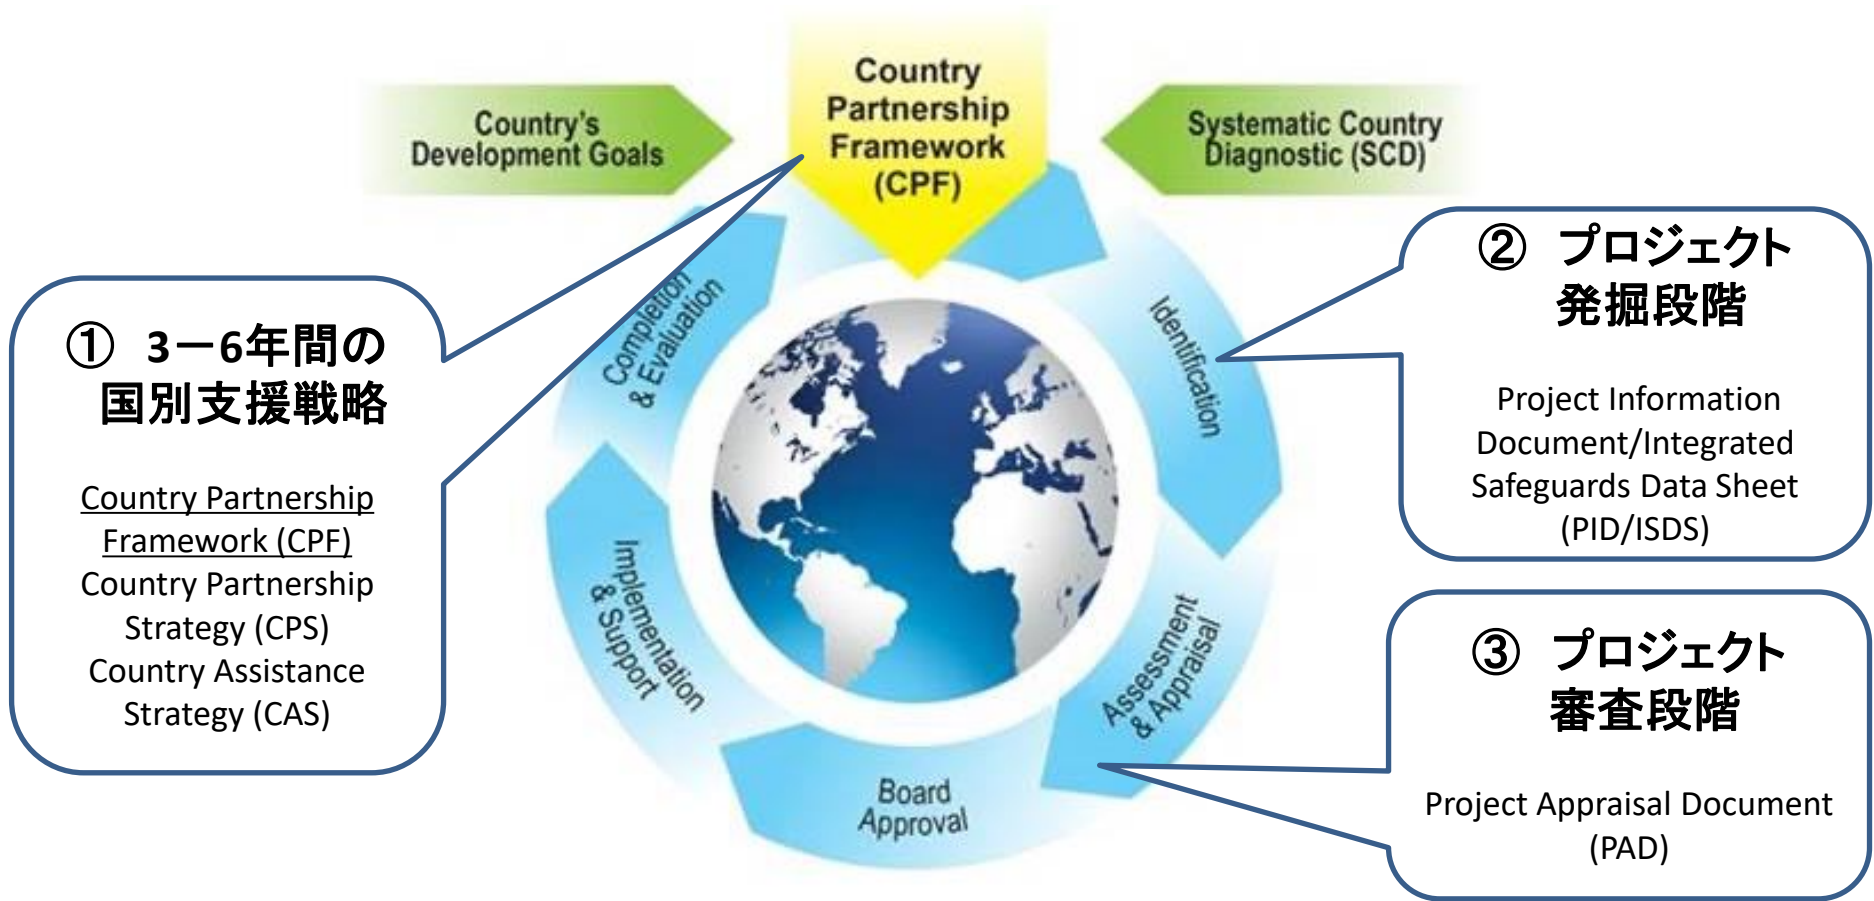 Country
Partnership
Framework
(CPF)
Country's
Development Goals
Systematic Country
Diagnostic (SCD)
① 3－6年間の
国別支援戦略
Country Partnership
Framework (CPF)
Country Partnership
Strategy (CPS)
Country Assistance
Strategy (CAS)
② プロジェクト
発掘段階
Project Information
Document/Integrated
Safeguards Data Sheet
(PID/ISDS)
③ プロジェクト
審査段階
Project Appraisal Document
(PAD)
Identification
Assessment
& Appraisal
Board
Approval
Implementation
& Support
Completion
& Evaluation